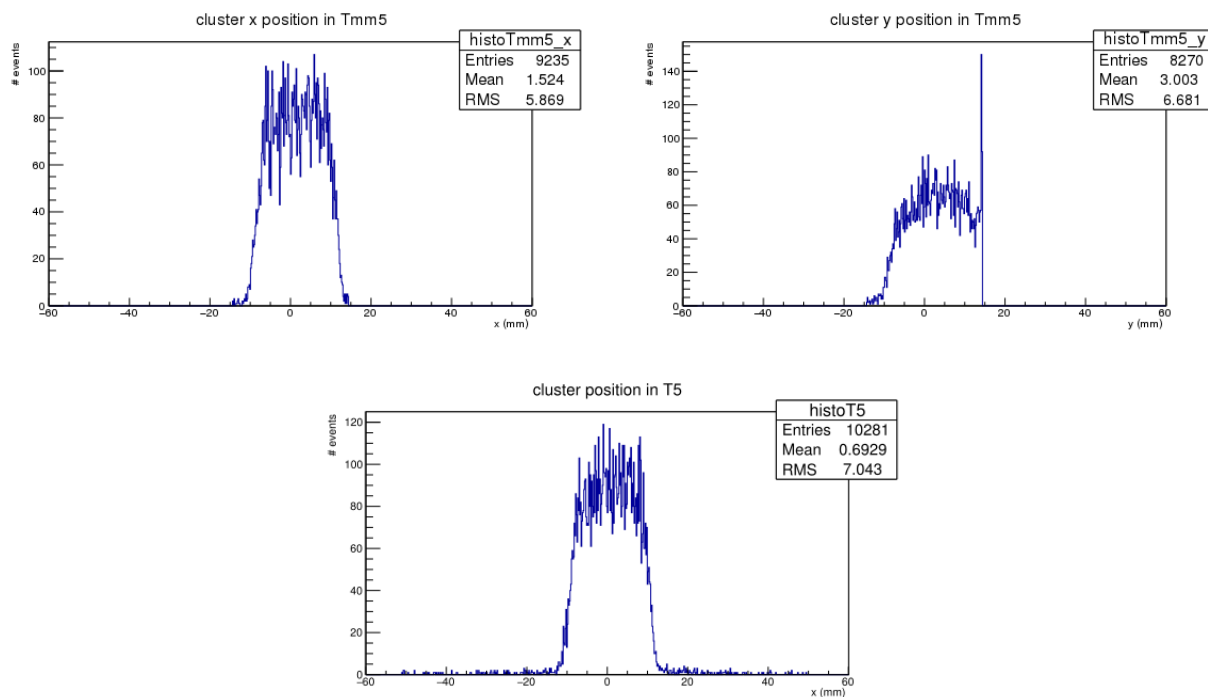 cluster x position in Tmm5
histoTmm5_x
Entries 9235
Mean 1.524
RMS 5.869
# events
100
80
60
40
20
0
−60 −40 −20 0 20 40 60
x (mm)
cluster y position in Tmm5
histoTmm5_y
Entries 8270
Mean 3.003
RMS 6.681
# events
140
120
100
80
60
40
20
0
−60 −40 −20 0 20 40 60
y (mm)
cluster position in T5
histoT5
Entries 10281
Mean 0.6929
RMS 7.043
# events
120
100
80
60
40
20
0
−60 −40 −20 0 20 40 60
x (mm)